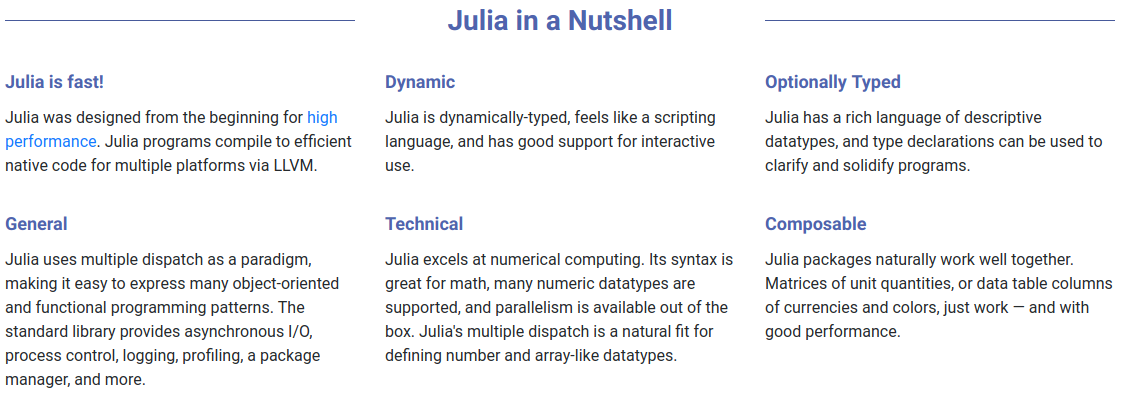 Julia in a Nutshell
Julia is fast!
Julia was designed from the beginning for high
performance. Julia programs compile to efficient
native code for multiple platforms via LLVM.
Dynamic
Julia is dynamically-typed, feels like a scripting
language, and has good support for interactive
use.
Optionally Typed
Julia has a rich language of descriptive
datatypes, and type declarations can be used to
clarify and solidify programs.
General
Julia uses multiple dispatch as a paradigm,
making it easy to express many object-oriented
and functional programming patterns. The
standard library provides asynchronous I/O,
process control, logging, profiling, a package
manager, and more.
Technical
Julia excels at numerical computing. Its syntax is
great for math, many numeric datatypes are
supported, and parallelism is available out of the
box. Julia's multiple dispatch is a natural fit for
defining number and array-like datatypes.
Composable
Julia packages naturally work well together.
Matrices of unit quantities, or data table columns
of currencies and colors, just work — and with
good performance.